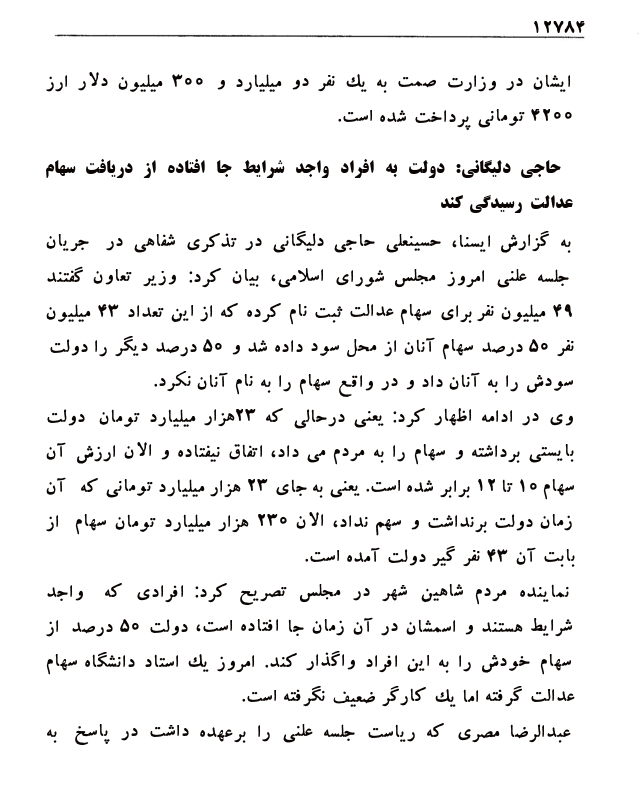 ۱۲۷۸۴
ایشان در وزارت صمت به یك نفر دو میلیارد و ۳۰۰ میلیون دلار ارز
۴۲۰۰ تومانی پرداخت شده است.
حاجی دلیگانی: دولت به افراد واجد شرایط جا افتاده از دریافت سهام
عدالت رسیدگی کند
به گزارش ایسنا، حسینعلی حاجی دلیگانی در تذکری شفاهی در جریان
جلسه علنی امروز مجلس شورای اسلامی، بیان کرد: وزیر تعاون گفتند
۴۹ میلیون نفر برای سهام عدالت ثبت نام کرده که از این تعداد ۴۳ میلیون
نفر ۵۰ درصد سهام آنان از محل سود داده شد و ۵۰ درصد دیگر را دولت
سودش را به آنان داد و در واقع سهام را به نام آنان نکرد.
وی در ادامه اظهار کرد: یعنی درحالی که ۲۳هزار میلیارد تومان دولت
بایستی برداشته و سهام را به مردم می داد، اتفاق نیفتاده و الان ارزش آن
سهام ۱۰ تا ۱۲ برابر شده است. یعنی به جای ۲۳ هزار میلیارد تومانی که آن
زمان دولت برنداشت و سهم نداد، الان ۲۳۰ هزار میلیارد تومان سهام از
بابت آن ۴۳ نفر گیر دولت آمده است.
نماینده مردم شاهین شهر در مجلس تصریح کرد: افرادی که واجد
شرایط هستند و اسمشان در آن زمان جا افتاده است، دولت ۵۰ درصد از
سهام خودش را به این افراد واگذار کند. امروز یك استاد دانشگاه سهام
عدالت گرفته اما یك کارگر ضعیف نگرفته است.
عبدالرضا مصری که ریاست جلسه علنی را برعهده داشت در پاسخ به